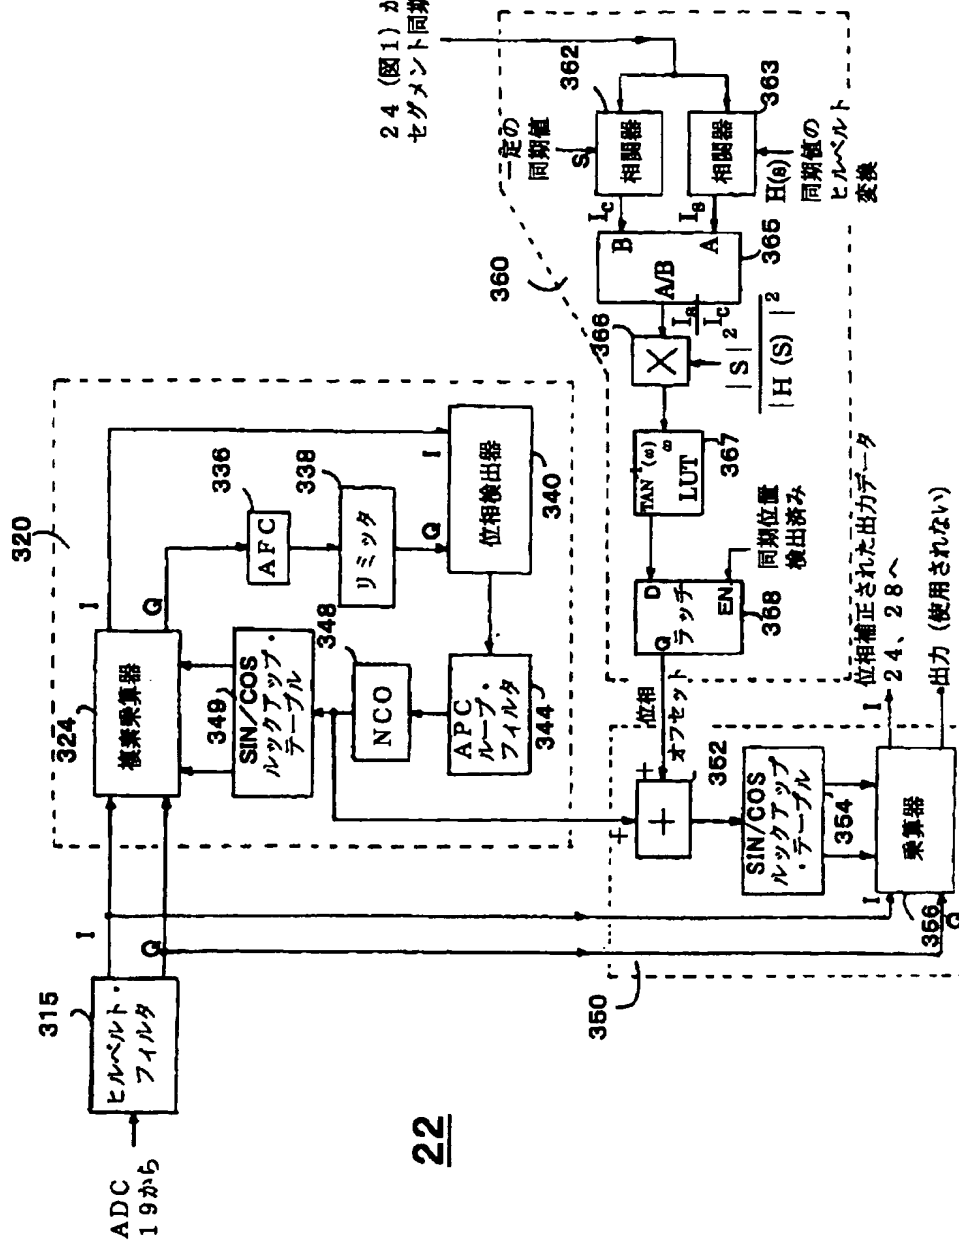 ADC
19から
315
ヒルベルト・
フィルタ
I
Q
22
320
324
複素乗算器
I
Q
336
AFC
338
リミッタ
Q
I
位相検出器
340
349
SIN/COS
ルックアップ・
テーブル
348
NCO
APC
ループ・
フィルタ
344
350
+
+
+
352
位相
オフセット
SIN/COS
ルックアップ
・テーブル
354
I
Q
356
乗算器
I
位相補正された出力データ
24、28へ
出力 (使用されない)
360
24 (図1) か
セグメント同期
362
363
一定の
同期値
S
相関器
相関器
H(s)
同期値の
ヒルベルト
変換
IC
IS
B
A
A/B
365
IS
IC
366
X
|S|2
|H(S)|2
TAN-1(ω)
ω
LUT
367
D
Q
ラッチ
EN
368
同期位置
検出済み